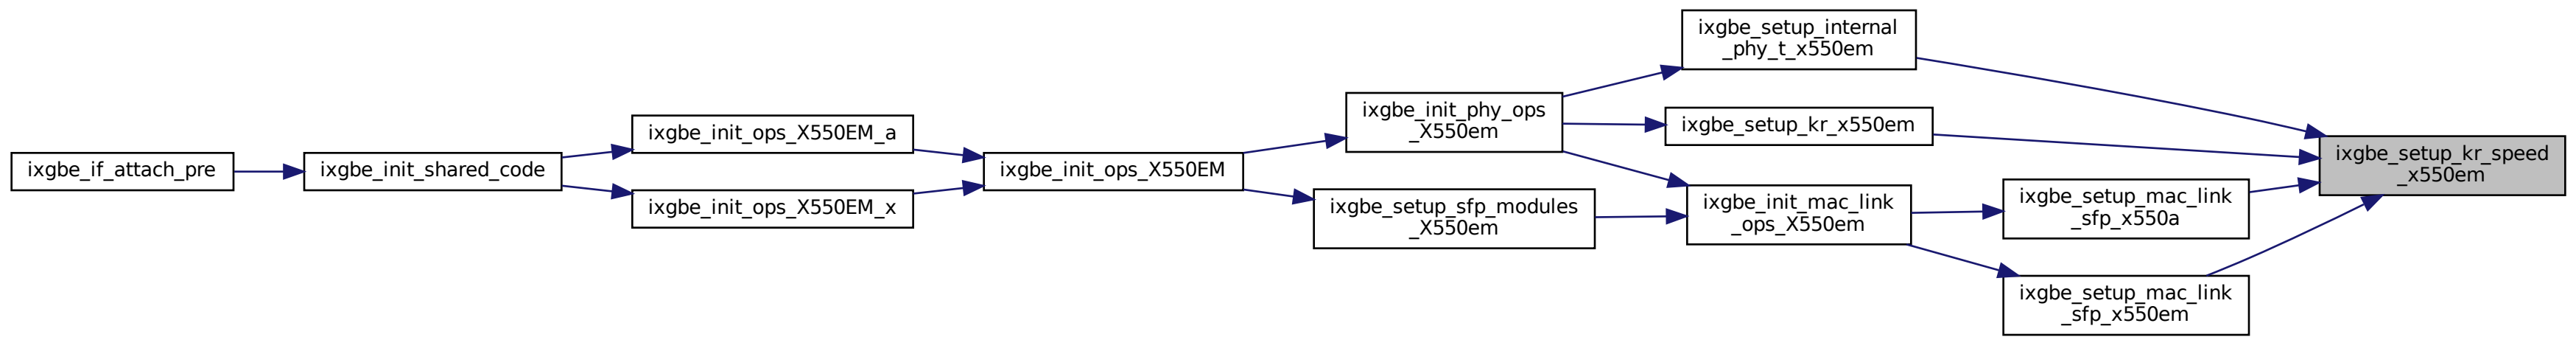 ixgbe_if_attach_pre
ixgbe_init_shared_code
ixgbe_init_ops_X550EM_a
ixgbe_init_ops_X550EM_x
ixgbe_init_ops_X550EM
ixgbe_init_phy_ops
_X550em
ixgbe_setup_sfp_modules
_X550em
ixgbe_setup_internal
_phy_t_x550em
ixgbe_setup_kr_x550em
ixgbe_init_mac_link
_ops_X550em
ixgbe_setup_mac_link
_sfp_x550a
ixgbe_setup_mac_link
_sfp_x550em
ixgbe_setup_kr_speed
_x550em